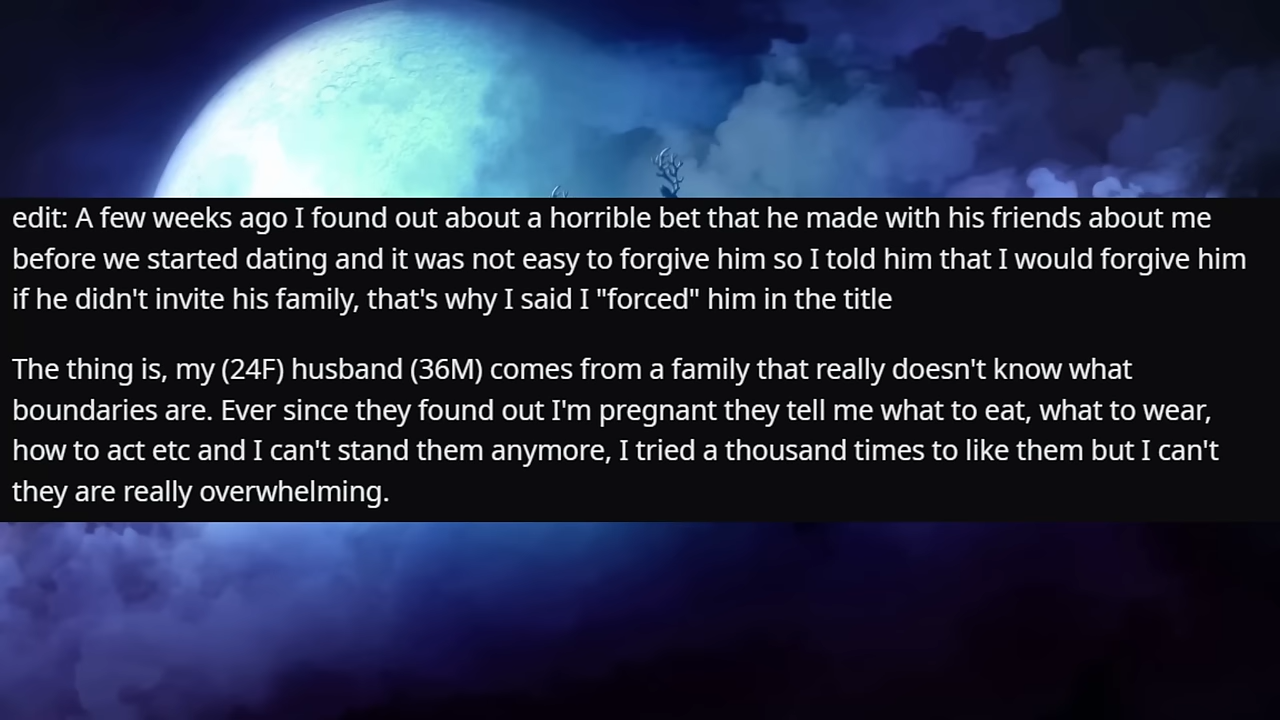 edit: A few weeks ago I found out about a horrible bet that he made with his friends about me
before we started dating and it was not easy to forgive him so I told him that I would forgive him
if he didn't invite his family, that's why I said I "forced" him in the title
The thing is, my (24F) husband (36M) comes from a family that really doesn't know what
boundaries are. Ever since they found out I'm pregnant they tell me what to eat, what to wear,
how to act etc and I can't stand them anymore, I tried a thousand times to like them but I can't
they are really overwhelming.